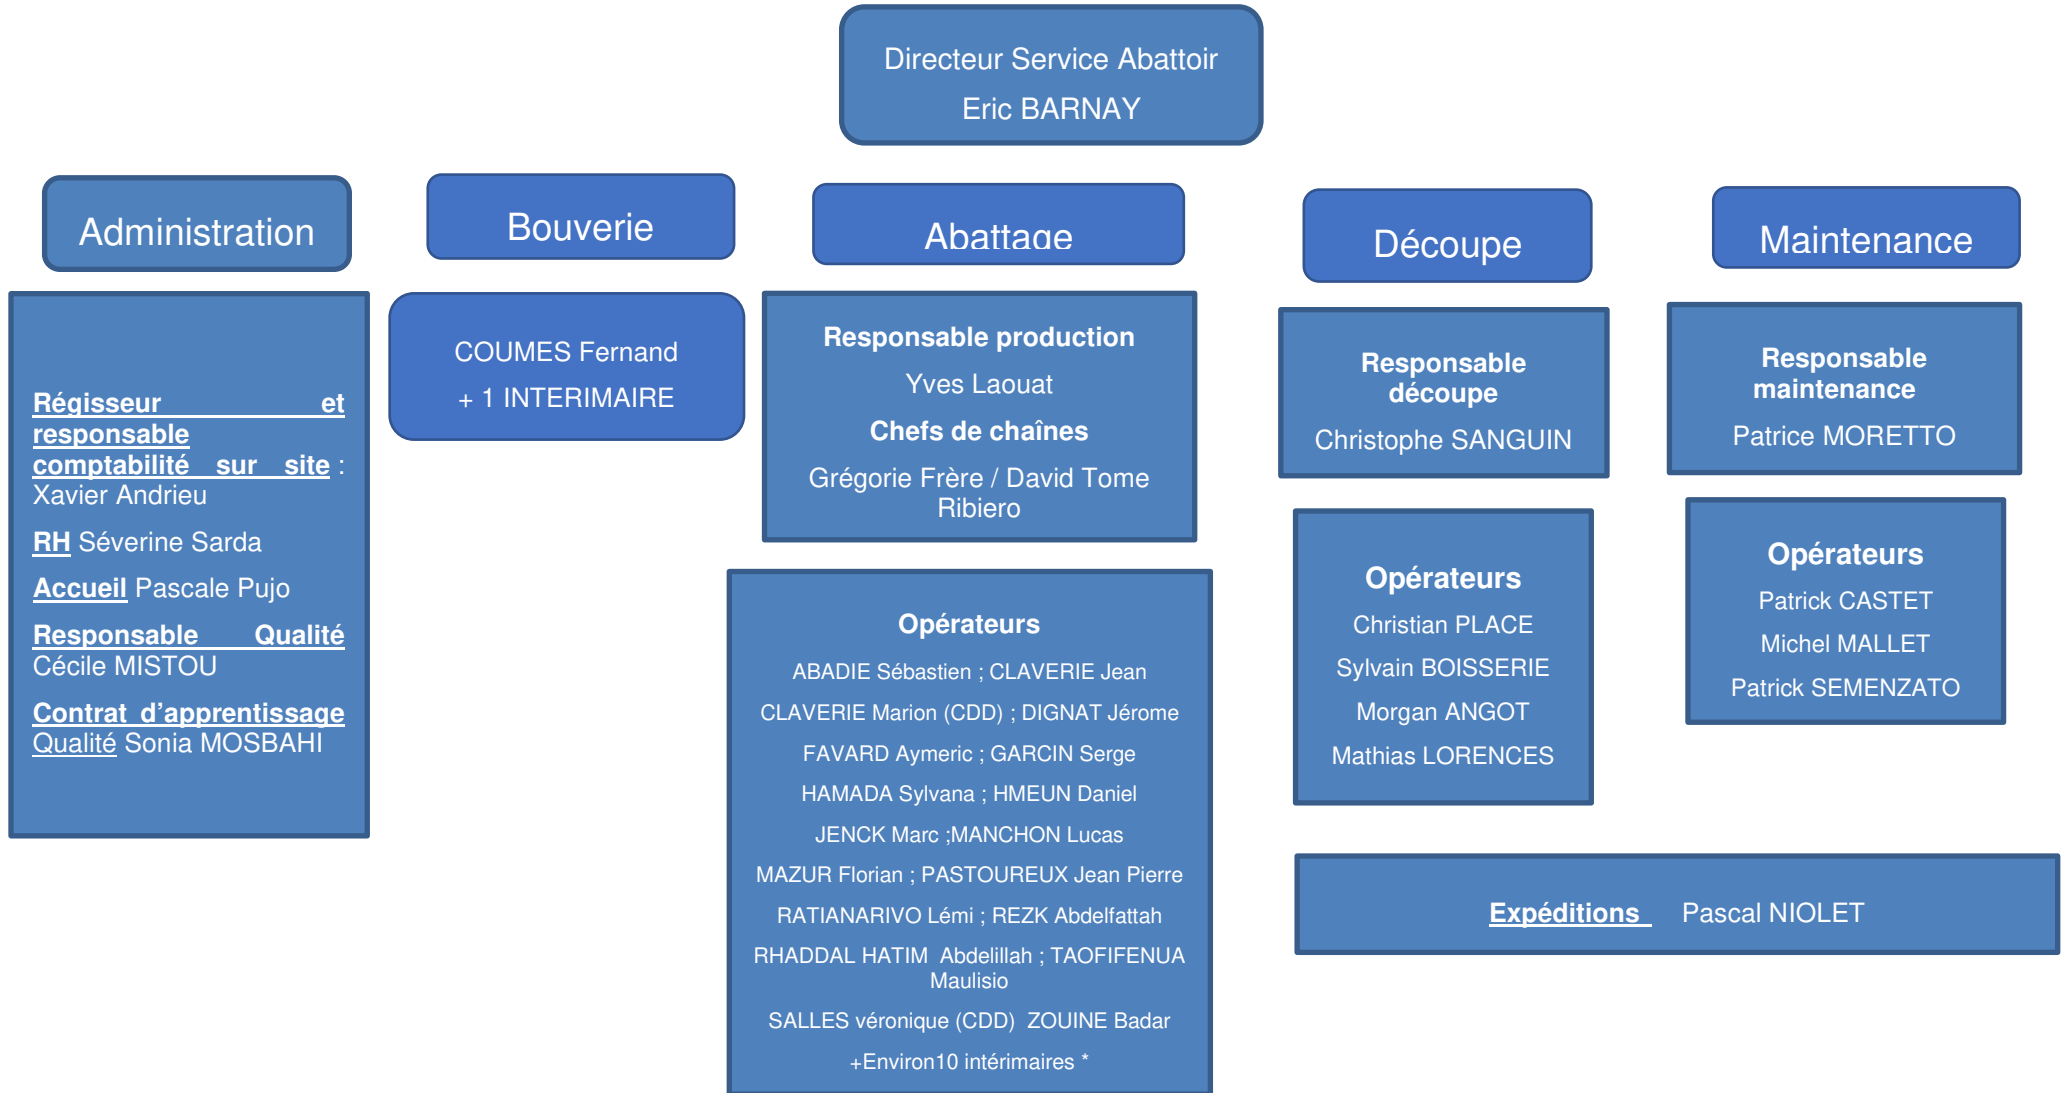 Directeur Service Abattoir
Eric BARNAY
Administration
Bouverie
Abattage
Découpe
Maintenance
Régisseur et
responsable
comptabilité sur site :
Xavier Andrieu
RH Séverine Sarda
Accueil Pascale Pujo
Responsable Qualité
Cécile MISTOU
Contrat d’apprentissage
Qualité Sonia MOSBAHI
COUMES Fernand
+ 1 INTERIMAIRE
Responsable production
Yves Laouat
Chefs de chaînes
Grégorie Frère / David Tome
Ribiero
Opérateurs
ABADIE Sébastien ; CLAVERIE Jean
CLAVERIE Marion (CDD) ; DIGNAT Jérome
FAVARD Aymeric ; GARCIN Serge
HAMADA Sylvana ; HMEUN Daniel
JENCK Marc ;MANCHON Lucas
MAZUR Florian ; PASTOUREUX Jean Pierre
RATIANARIVO Lémi ; REZK Abdelfattah
RHADDAL HATIM  Abdelillah ; TAOFIFENUA
Maulisio
SALLES véronique (CDD)  ZOUINE Badar
+Environ10 intérimaires *
Responsable
découpe
Christophe SANGUIN
Opérateurs
Christian PLACE
Sylvain BOISSERIE
Morgan ANGOT
Mathias LORENCES
Responsable
maintenance
Patrice MORETTO
Opérateurs
Patrick CASTET
Michel MALLET
Patrick SEMENZATO
Expéditions    Pascal NIOLET